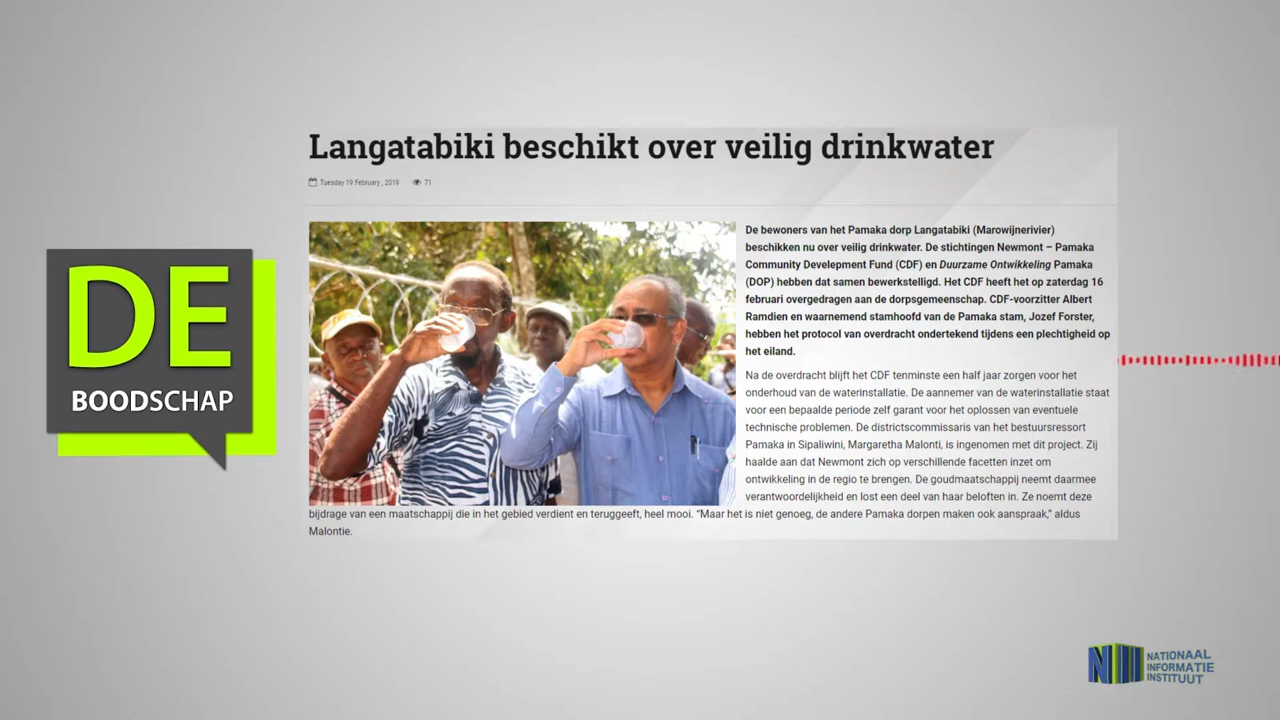 Langatabiki beschikt over veilig drinkwater
Tuesday 19 February , 2019 71
DE
BOODSCHAP
De bewoners van het Pamaka dorp Langatabiki (Marowijnerivier)
beschikken nu over veilig drinkwater. De stichtingen Newmont – Pamaka
Community Develepment Fund (CDF) en Duurzame Ontwikkeling Pamaka
(DOP) hebben dat samen bewerkstelligd. Het CDF heeft het op zaterdag 16
februari overgedragen aan de dorpsgemeenschap. CDF-voorzitter Albert
Ramdien en waarnemend stamhoofd van de Pamaka stam, Jozef Forster,
hebben het protocol van overdracht ondertekend tijdens een plechtigheid op
het eiland.
Na de overdracht blijft het CDF tenminste een half jaar zorgen voor het
onderhoud van de waterinstallatie. De aannemer van de waterinstallatie staat
voor een bepaalde periode zelf garant voor het oplossen van eventuele
technische problemen. De districtscommissaris van het bestuursressort
Pamaka in Sipaliwini, Margaretha Malonti, is ingenomen met dit project. Zij
haalde aan dat Newmont zich op verschillende facetten inzet om
ontwikkeling in de regio te brengen. De goudmaatschappij neemt daarmee
verantwoordelijkheid en lost een deel van haar beloften in. Ze noemt deze
bijdrage van een maatschappij die in het gebied verdient en teruggeeft, heel mooi. “Maar het is niet genoeg, de andere Pamaka dorpen maken ook aanspraak,” aldus
Malontie.
NII
NATIONAAL
INFORMATIE
INSTITUUT